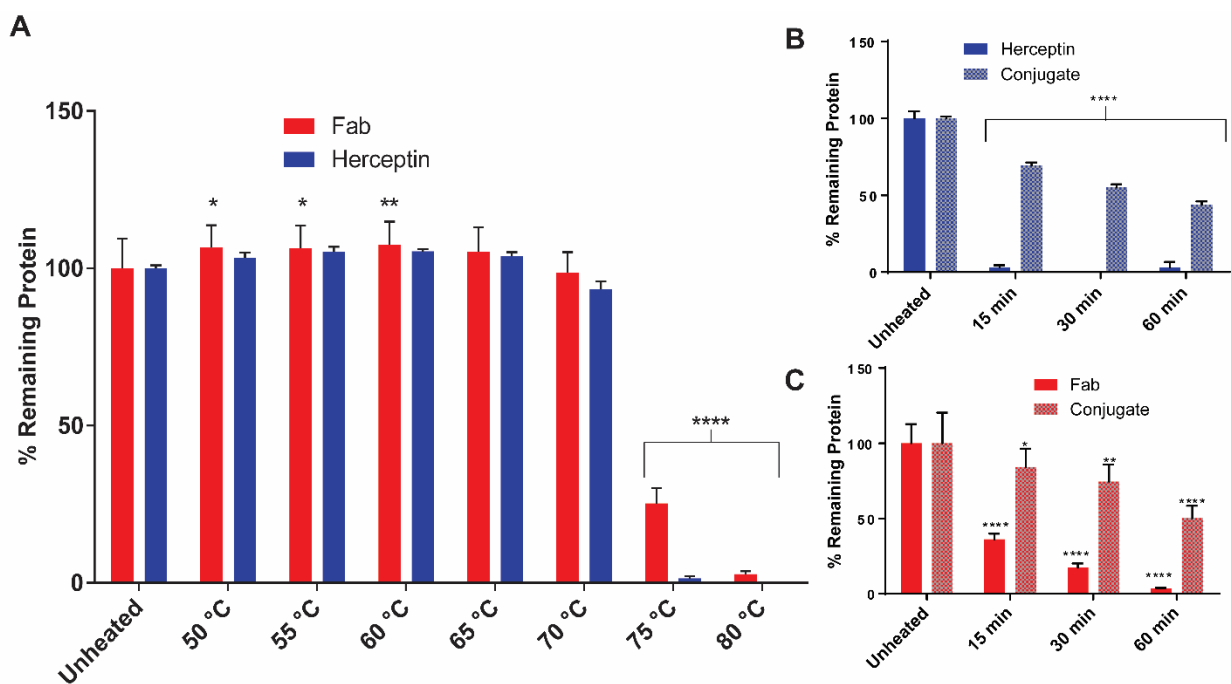 A
% Remaining Protein
150
100
50
0
Fab
Herceptin
*
*
**
****
Unheated
50 °C
55 °C
60 °C
65 °C
70 °C
75 °C
80 °C
B
% Remaining Protein
150
100
50
0
Herceptin
Conjugate
****
Unheated
15 min
30 min
60 min
C
% Remaining Protein
150
100
50
0
Fab
Conjugate
*
**
****
****
****
****
Unheated
15 min
30 min
60 min